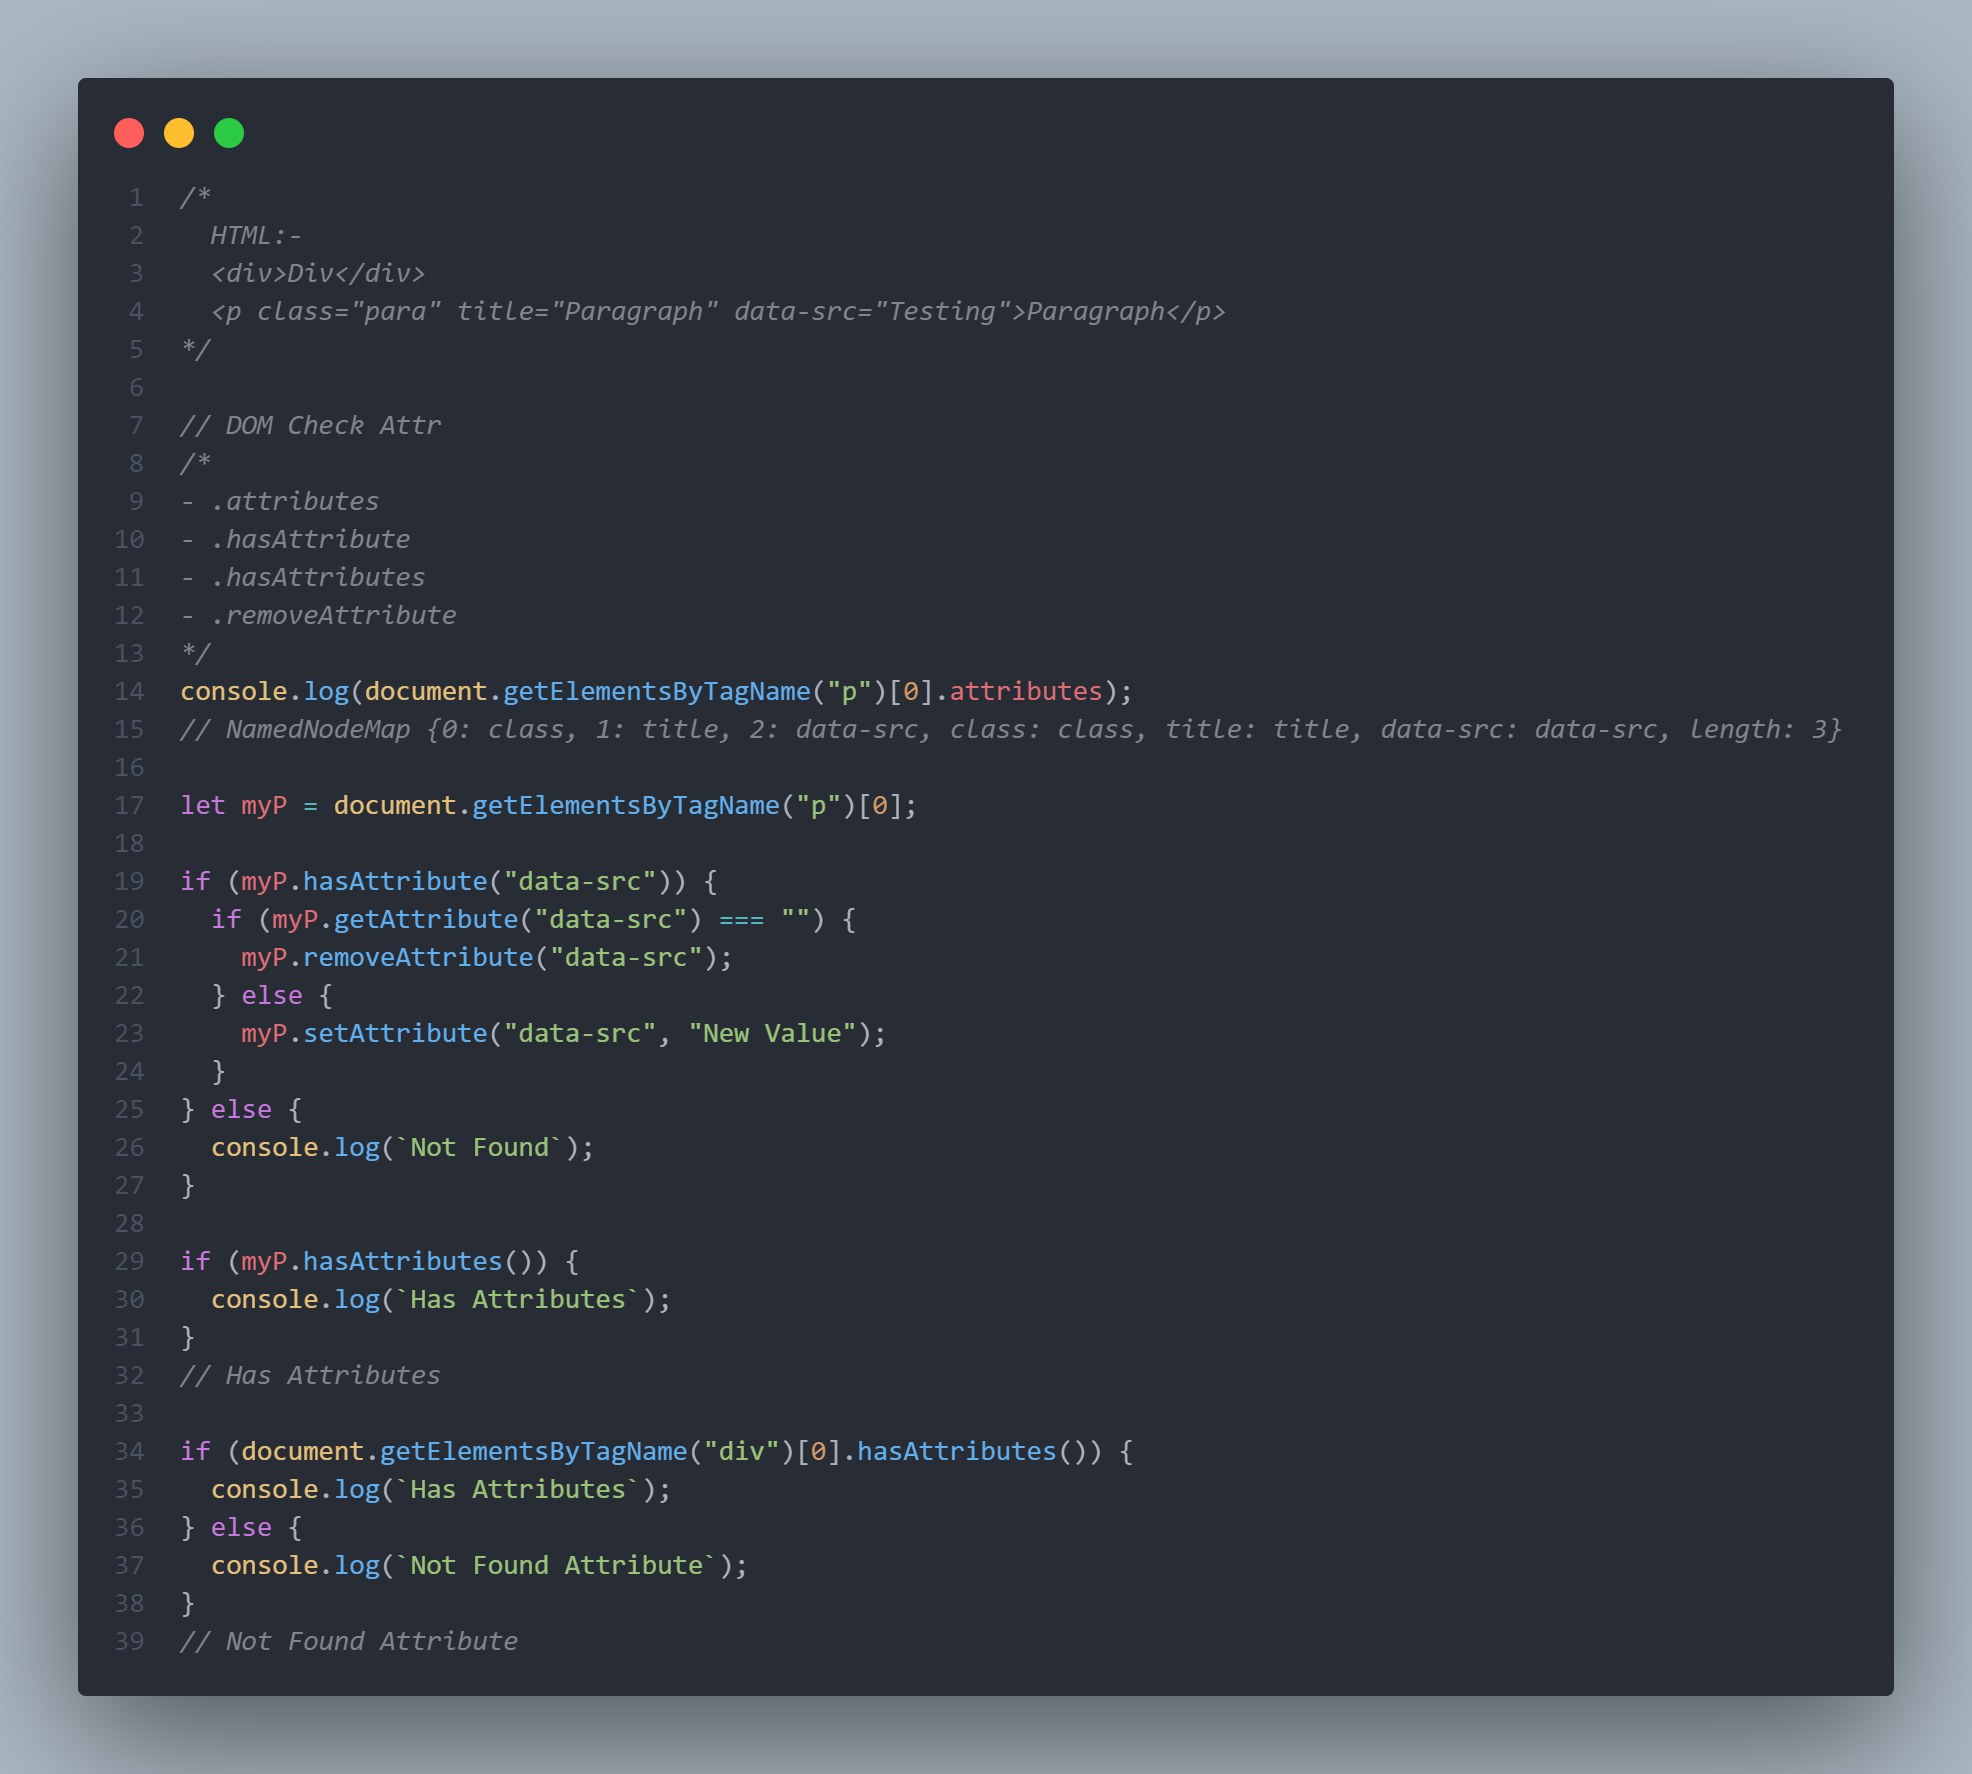 1 /*
2   HTML:-
3   <div>Div</div>
4   <p class="para" title="Paragraph" data-src="Testing">Paragraph</p>
5 */
6
7 // DOM Check Attr
8 /*
9 - .attributes
10 - .hasAttribute
11 - .hasAttributes
12 - .removeAttribute
13 */
14 console.log(document.getElementsByTagName("p")[0].attributes);
15 // NamedNodeMap {0: class, 1: title, 2: data-src, class: class, title: title, data-src: data-src, length: 3}
16
17 let myP = document.getElementsByTagName("p")[0];
18
19 if (myP.hasAttribute("data-src")) {
20   if (myP.getAttribute("data-src") === "") {
21     myP.removeAttribute("data-src");
22   } else {
23     myP.setAttribute("data-src", "New Value");
24   }
25 } else {
26   console.log(`Not Found`);
27 }
28
29 if (myP.hasAttributes()) {
30   console.log(`Has Attributes`);
31 }
32 // Has Attributes
33
34 if (document.getElementsByTagName("div")[0].hasAttributes()) {
35   console.log(`Has Attributes`);
36 } else {
37   console.log(`Not Found Attribute`);
38 }
39 // Not Found Attribute